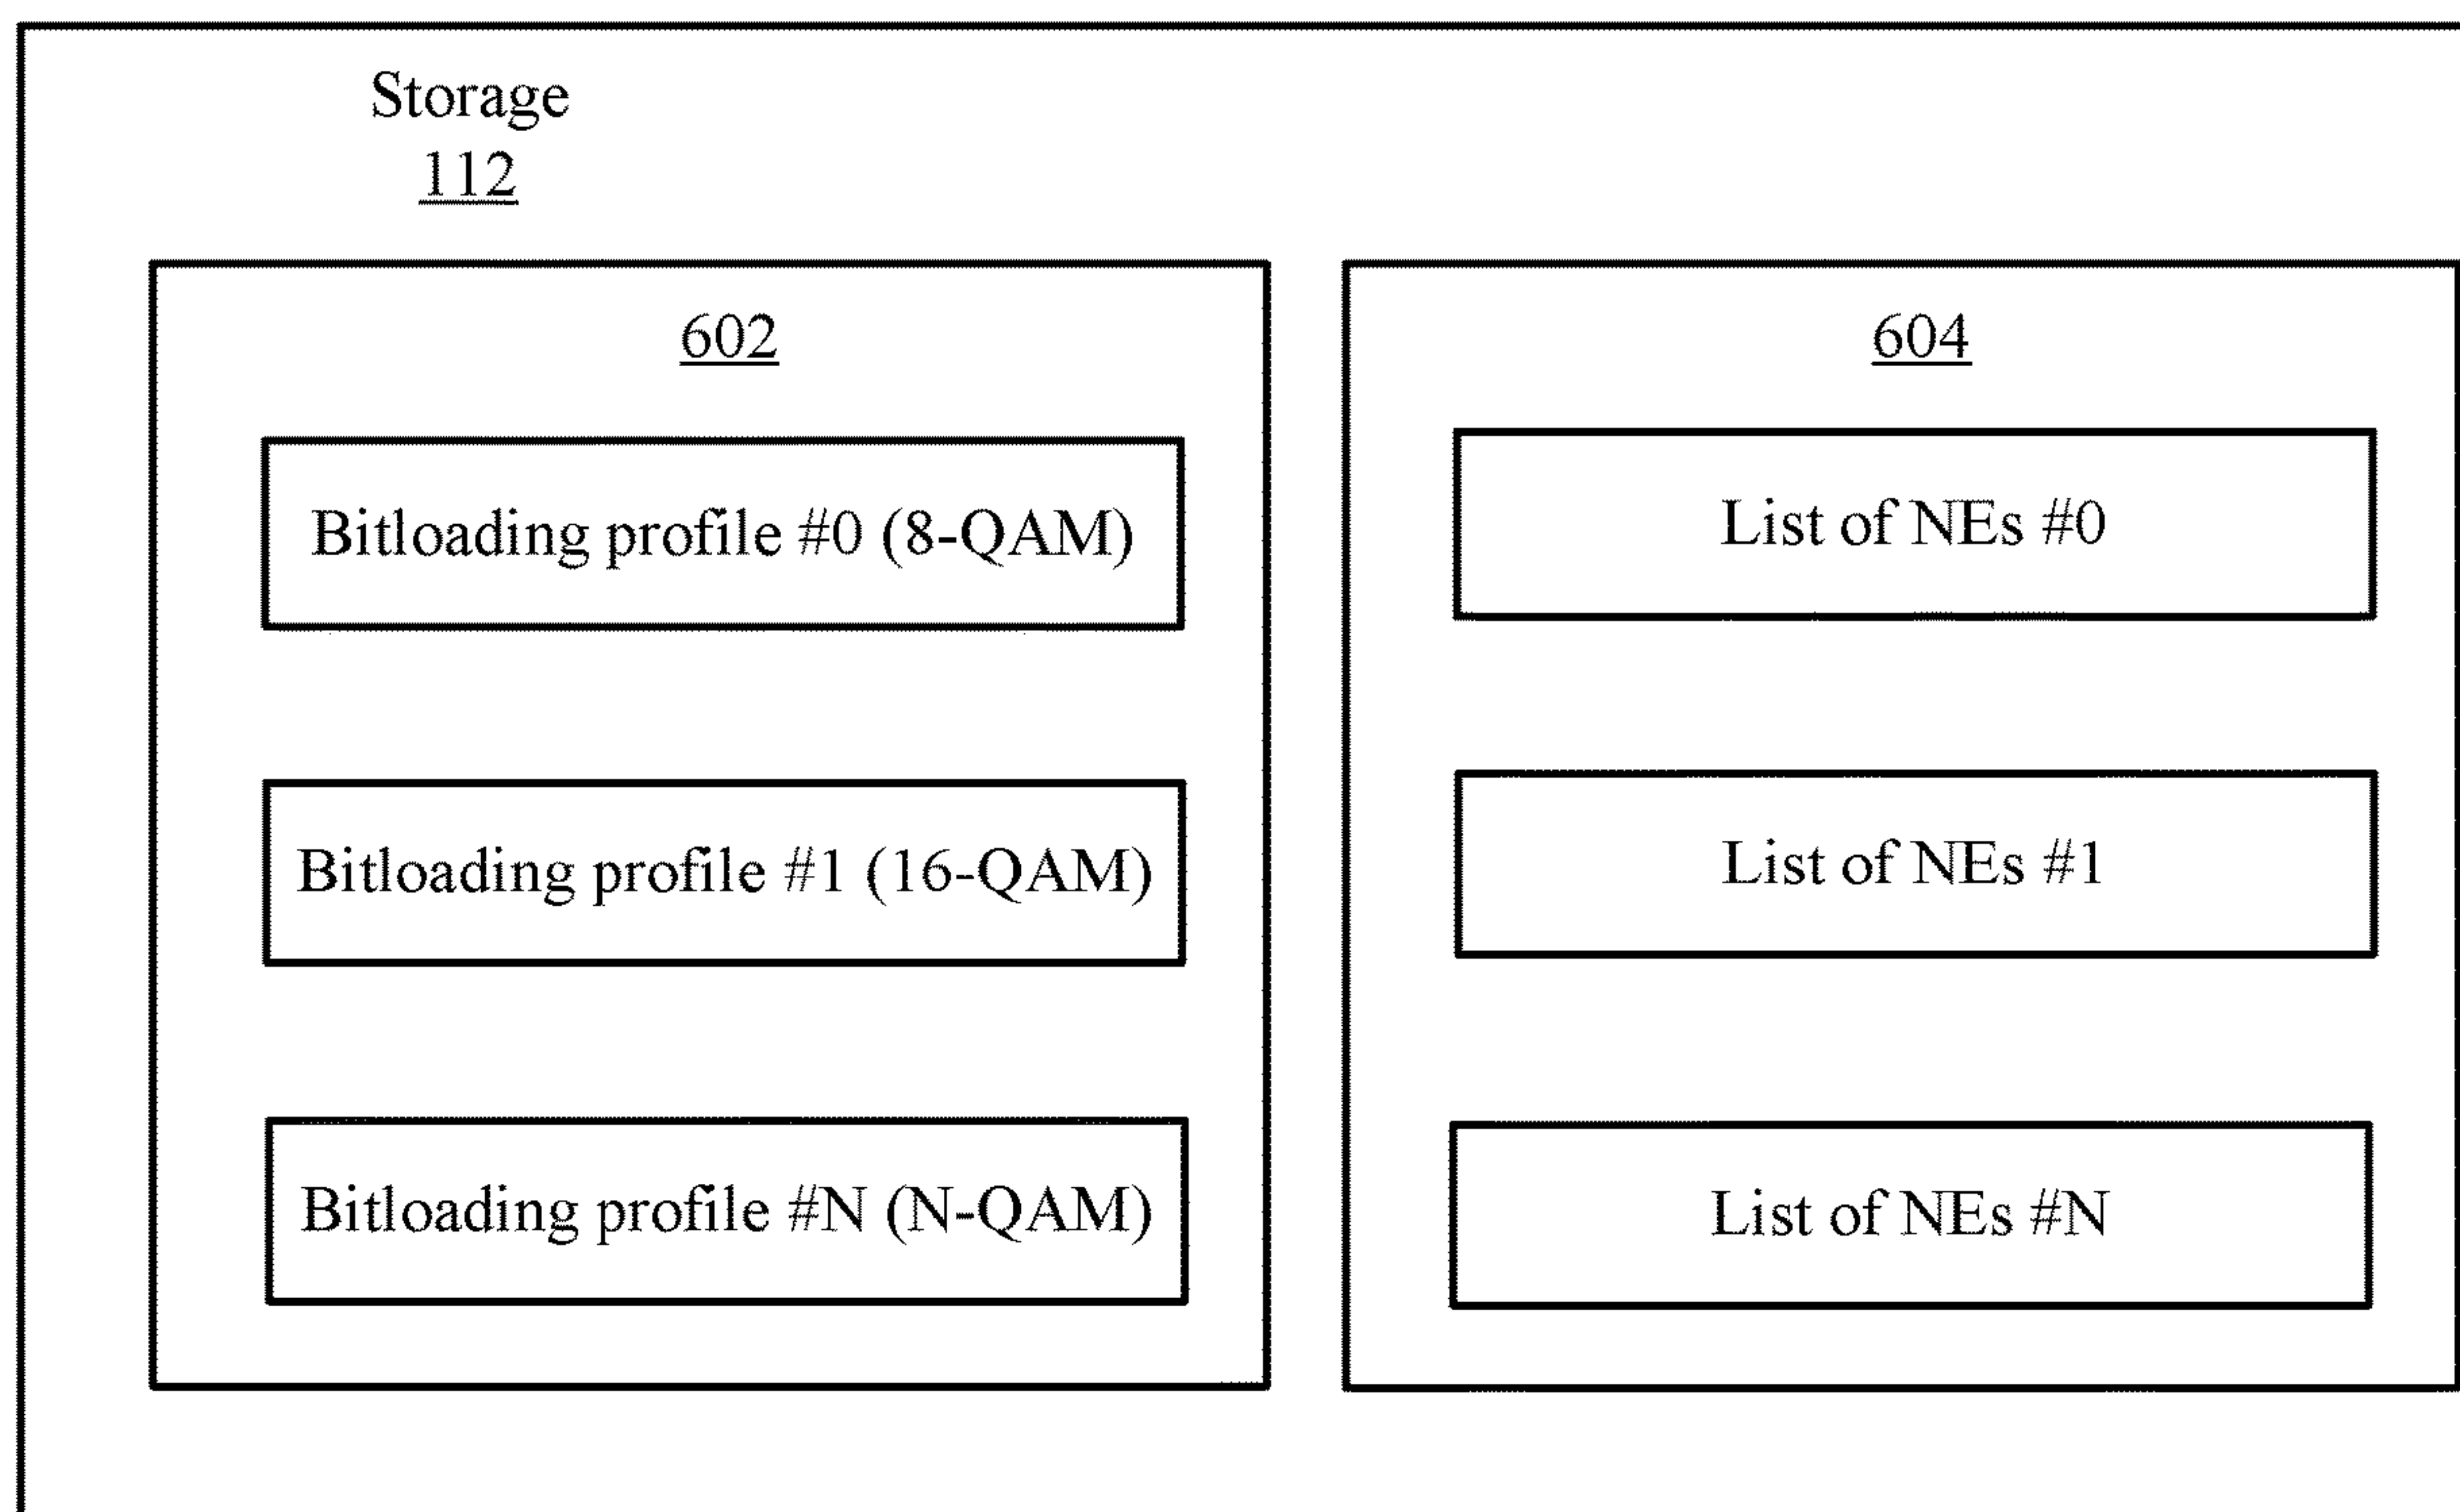 Storage
112
602
Bitloading profile #0 (8-QAM)
Bitloading profile #1 (16-QAM)
Bitloading profile #N (N-QAM)
604
List of NEs #0
List of NEs #1
List of NEs #N